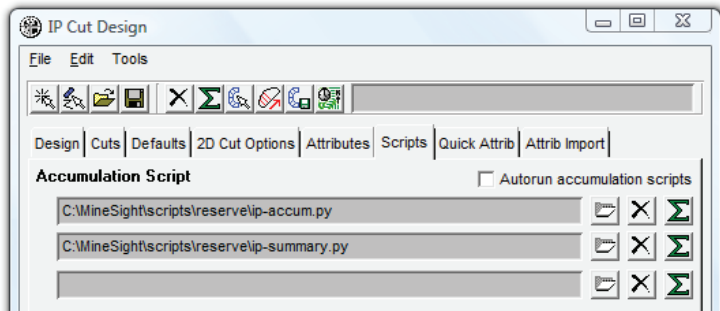 IP Cut Design
File Edit Tools
Design Cuts Defaults 2D Cut Options Attributes Scripts Quick Attrib Attrib Import
Accumulation Script Autorun accumulation scripts
C:\MineSight\scripts\reserve\ip-accum.py
C:\MineSight\scripts\reserve\ip-summary.py